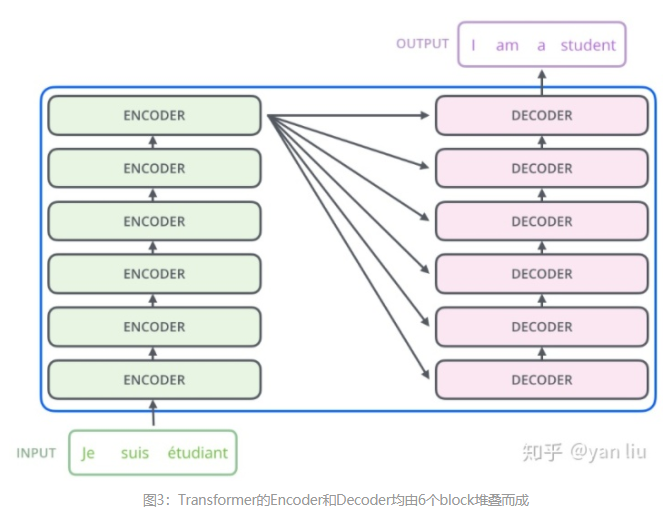 OUTPUT I am a student
ENCODER DECODER
ENCODER DECODER
ENCODER DECODER
ENCODER DECODER
ENCODER DECODER
ENCODER DECODER
INPUT Je suis étudiant
知乎 @yan liu
图3：Transformer的Encoder和Decoder均由6个block堆叠而成